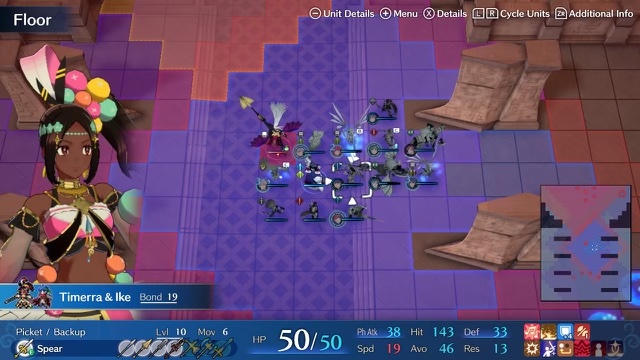 Floor
Unit Details
Menu
Details
L R Cycle Units
ZR Additional Info
Timerra & Ike Bond 19
Picket / Backup Lvl 10 Mov 6
Spear
HP 50/50
Ph Atk 38 Hit 143 Def 33
Spd 19 Avo 46 Res 13